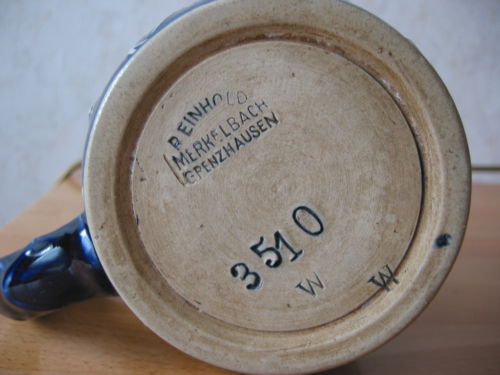 REINHOLD
MERKELBACH
GRENZHAUSEN
3510
W W